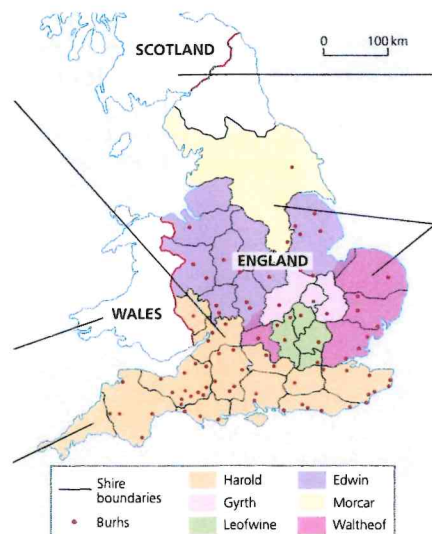 SCOTLAND
0 100 km
ENGLAND
WALES
Shire
boundaries
Burhs
Harold
Gyrth
Leofwine
Edwin
Morcar
Waltheof